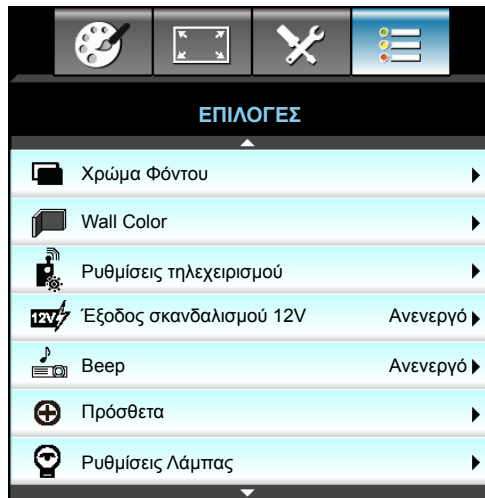 ΕΠΙΛΟΓΕΣ
Χρώμα Φόντου
Wall Color
Ρυθμίσεις τηλεχειρισμού
12V Έξοδος σκανδαλισμού 12V Ανενεργό
Beep Ανενεργό
Πρόσθετα
Ρυθμίσεις Λάμπας